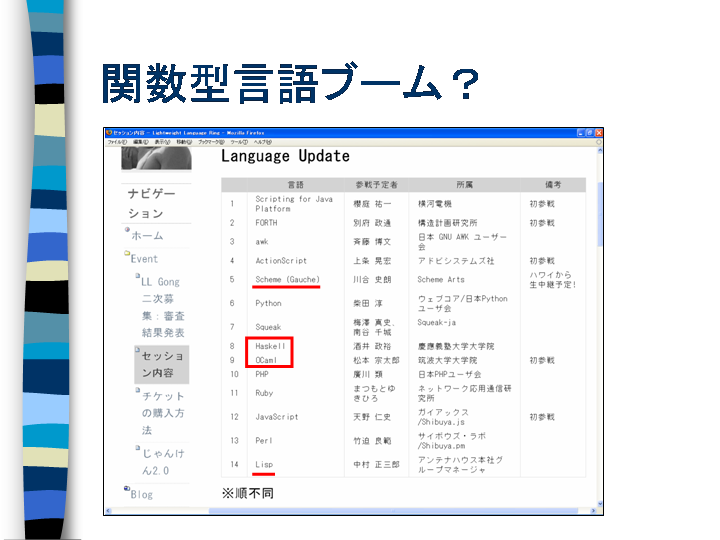 関数型言語ブーム？
セッション内容 - Lightweight Language Ring - Mozilla Firefox
ファイル(F) 編集(E) 表示(V) 移動(G) ブックマーク(B) ツール(T) ヘルプ(H)
Language Update
ナビゲー
ション
ホーム
Event
LL Gong
二次募
集：審査
結果発表
セッショ
ン内容
チケット
の購入方
法
じゃんけ
ん2.0
Blog
言語 参戦予定者 所属 備考
1 Scripting for Java Platform 櫻庭 祐一 横河電機 初参戦
2 FORTH 別府 政通 構造計画研究所 初参戦
3 awk 斉藤 博文 日本 GNU AWK ユーザー会
4 ActionScript 上条 晃宏 アドビシステムズ社 初参戦
5 Scheme (Gauche) 川合 史朗 Scheme Arts ハワイから生中継予定!
6 Python 柴田 淳 ウェブコア/日本Pythonユーザ会
7 Squeak 梅澤 真史, 南谷 千城 Squeak-ja
8 Haskell 酒井 政裕 慶應義塾大学大学院
9 OCaml 松本 宗太郎 筑波大学大学院 初参戦
10 PHP 廣川 類 日本PHPユーザ会
11 Ruby まつもとゆきひろ ネットワーク応用通信研究所
12 JavaScript 天野 仁史 ガイアックス/Shibuya.js 初参戦
13 Perl 竹迫 良範 サイボウズ・ラボ/Shibuya.pm
14 Lisp 中村 正三郎 アンテナハウス本社グループマネージャ
※順不同